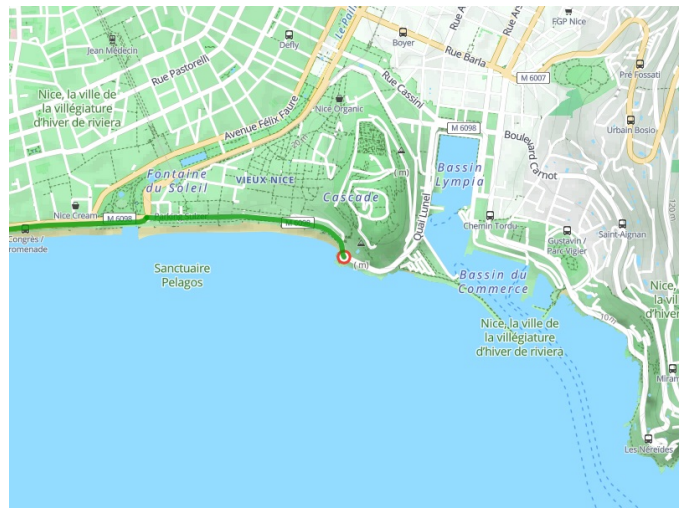 Jean Médecin
Defly
Boyer
Rue Barla
FGP Nice
M 6007
Pré Fossati
Rue Pastorelli
Nice, la ville de
la villégiature
d'hiver de riviera
Nice Organic
Rue Cassini
Avenue Félix Faure
M 6098
Boulevard Carnot
Urbain Bosio
Fontaine
du Soleil
VIEUX-NICE
Cascade
( m)
Bassin
Lympia
Quai Lunel
Nice Cream
M 6098
Chemin Tordu
Saint-Aignan
120 m
Congrès /
Promenade
Gustavin /
Parc Vigier
Sanctuaire
Pelagos
( m)
Bassin du
Commerce
Nice, la ville de
la villégiature
d'hiver de riviera
Les Néréides